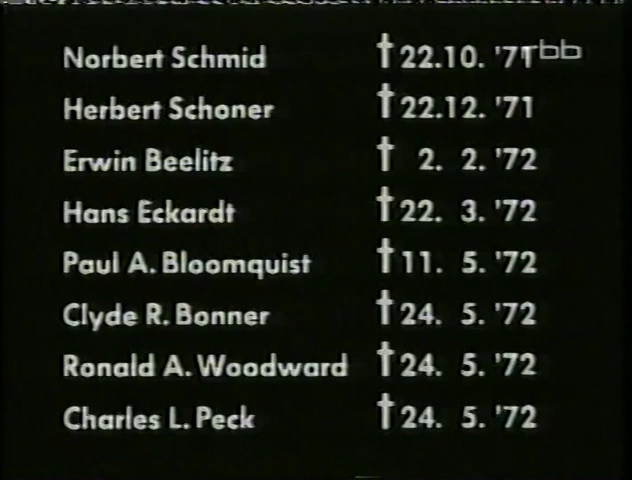 Norbert Schmid †22.10. '71 rbb
Herbert Schoner †22.12. '71
Erwin Beelitz † 2. 2. '72
Hans Eckardt †22. 3. '72
Paul A. Bloomquist †11. 5. '72
Clyde R. Bonner †24. 5. '72
Ronald A. Woodward †24. 5. '72
Charles L. Peck †24. 5. '72